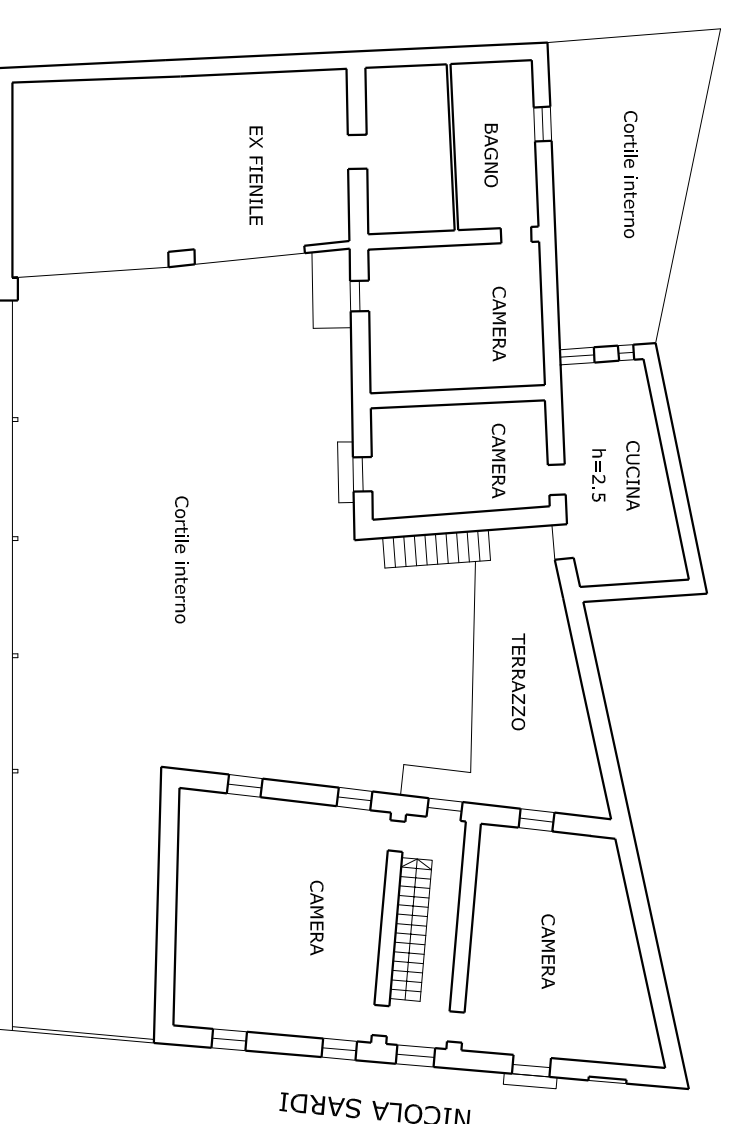 Cortile interno
EX FIENILE
BAGNO
CAMERA
CUCINA
h=2.5
CAMERA
Cortile interno
TERRAZZO
CAMERA
CAMERA
NICOLA SARDI